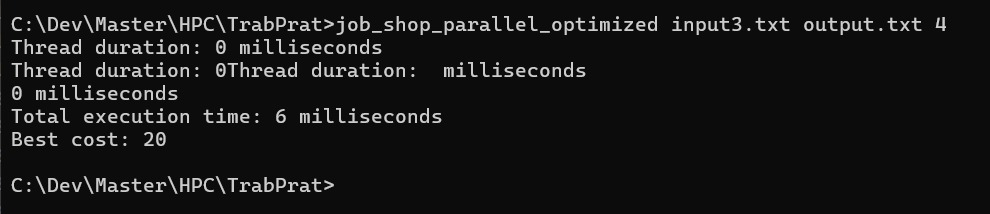 C:\Dev\Master\HPC\TrabPrat>job_shop_parallel_optimized input3.txt output.txt 4
Thread duration: 0 milliseconds
Thread duration: 0Thread duration:  milliseconds
0 milliseconds
Total execution time: 6 milliseconds
Best cost: 20
C:\Dev\Master\HPC\TrabPrat>